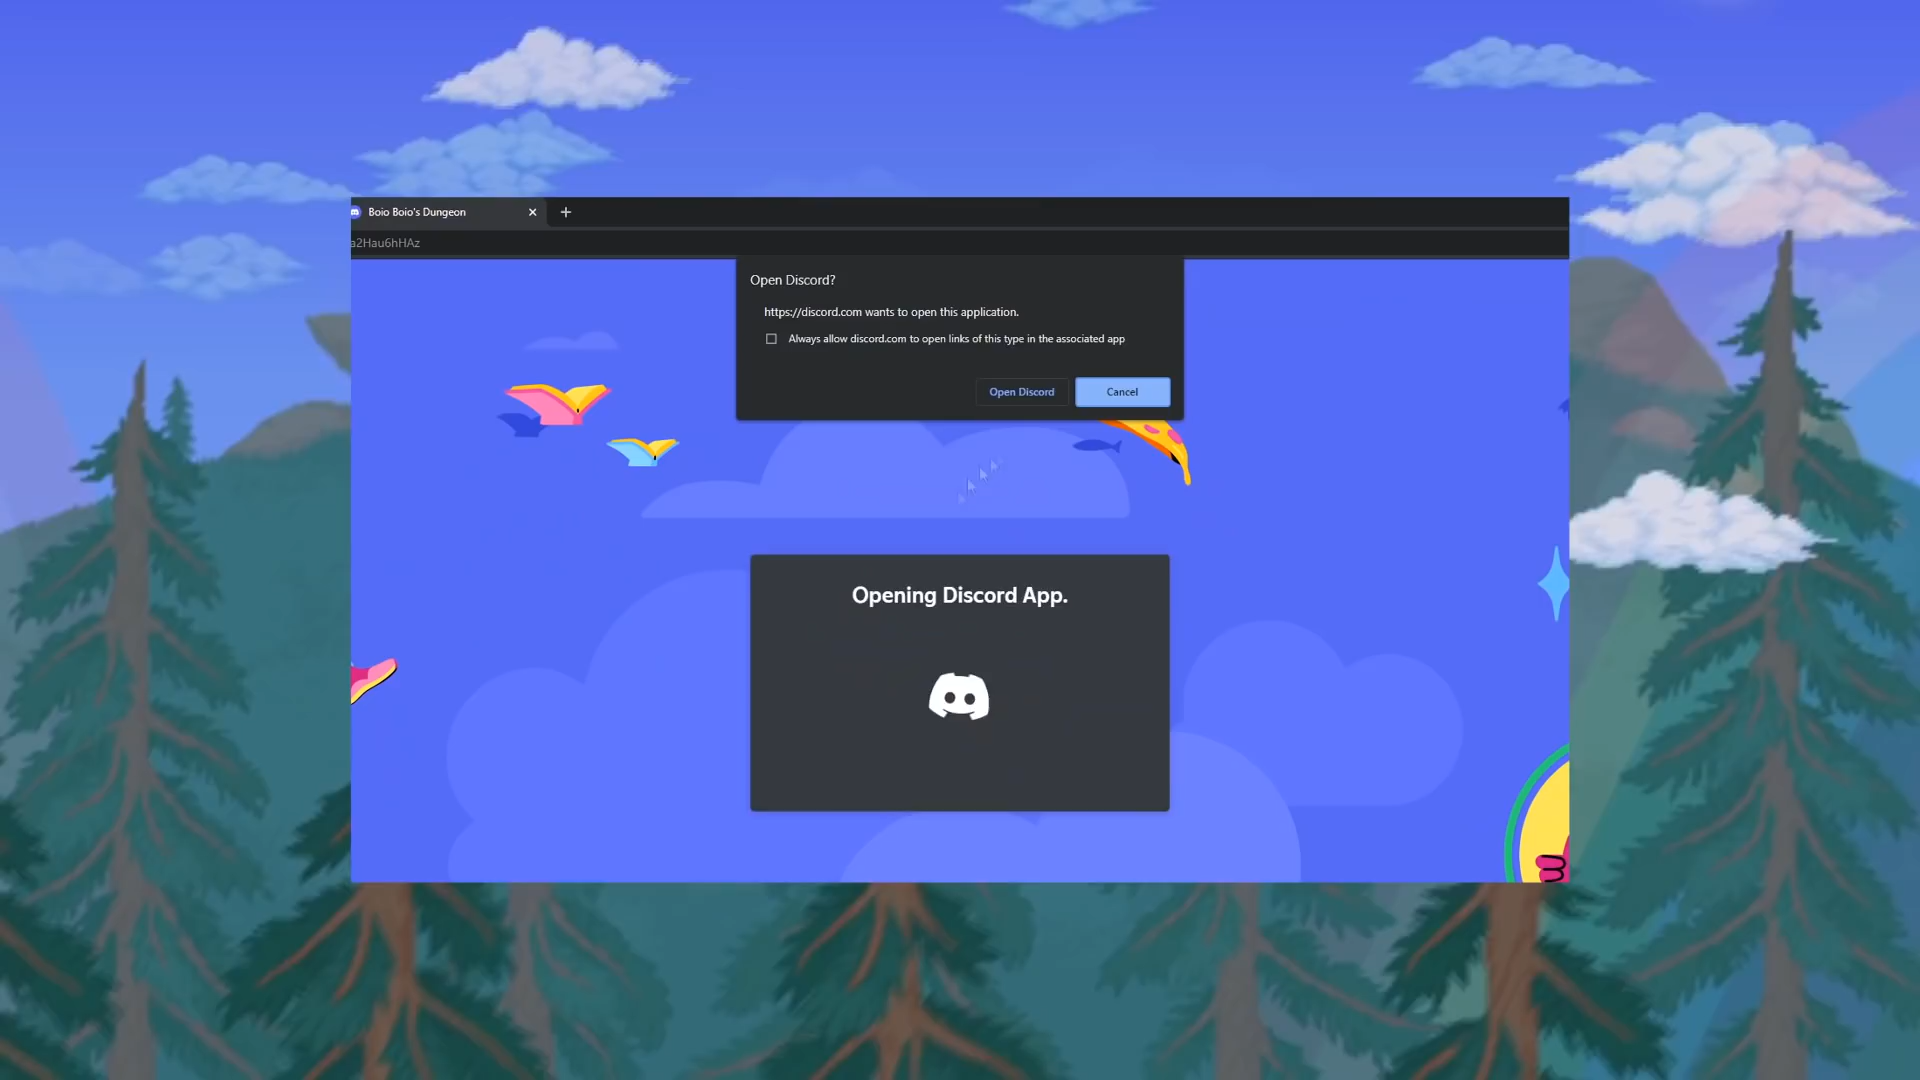 Boio Boio's Dungeon
a2Hau6hHAz
Open Discord?
https://discord.com wants to open this application.
Always allow discord.com to open links of this type in the associated app
Open Discord
Cancel
Opening Discord App.